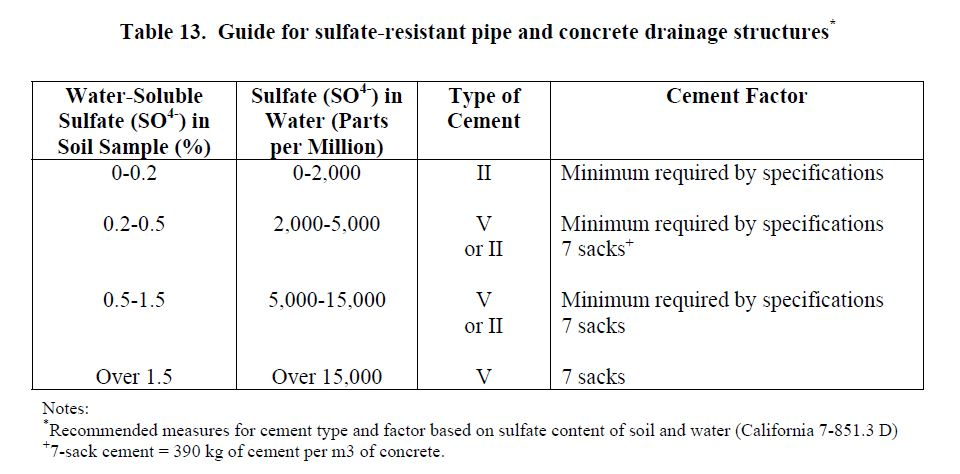 Table 13. Guide for sulfate-resistant pipe and concrete drainage structures*
Water-Soluble Sulfate (SO4-) in Soil Sample (%)
Sulfate (SO4-) in Water (Parts per Million)
Type of Cement
Cement Factor
0-0.2 0-2,000 II Minimum required by specifications
0.2-0.5 2,000-5,000 V Minimum required by specifications
or II 7 sacks+
0.5-1.5 5,000-15,000 V Minimum required by specifications
or II 7 sacks
Over 1.5 Over 15,000 V 7 sacks
Notes:
*Recommended measures for cement type and factor based on sulfate content of soil and water (California 7-851.3 D)
+7-sack cement = 390 kg of cement per m3 of concrete.